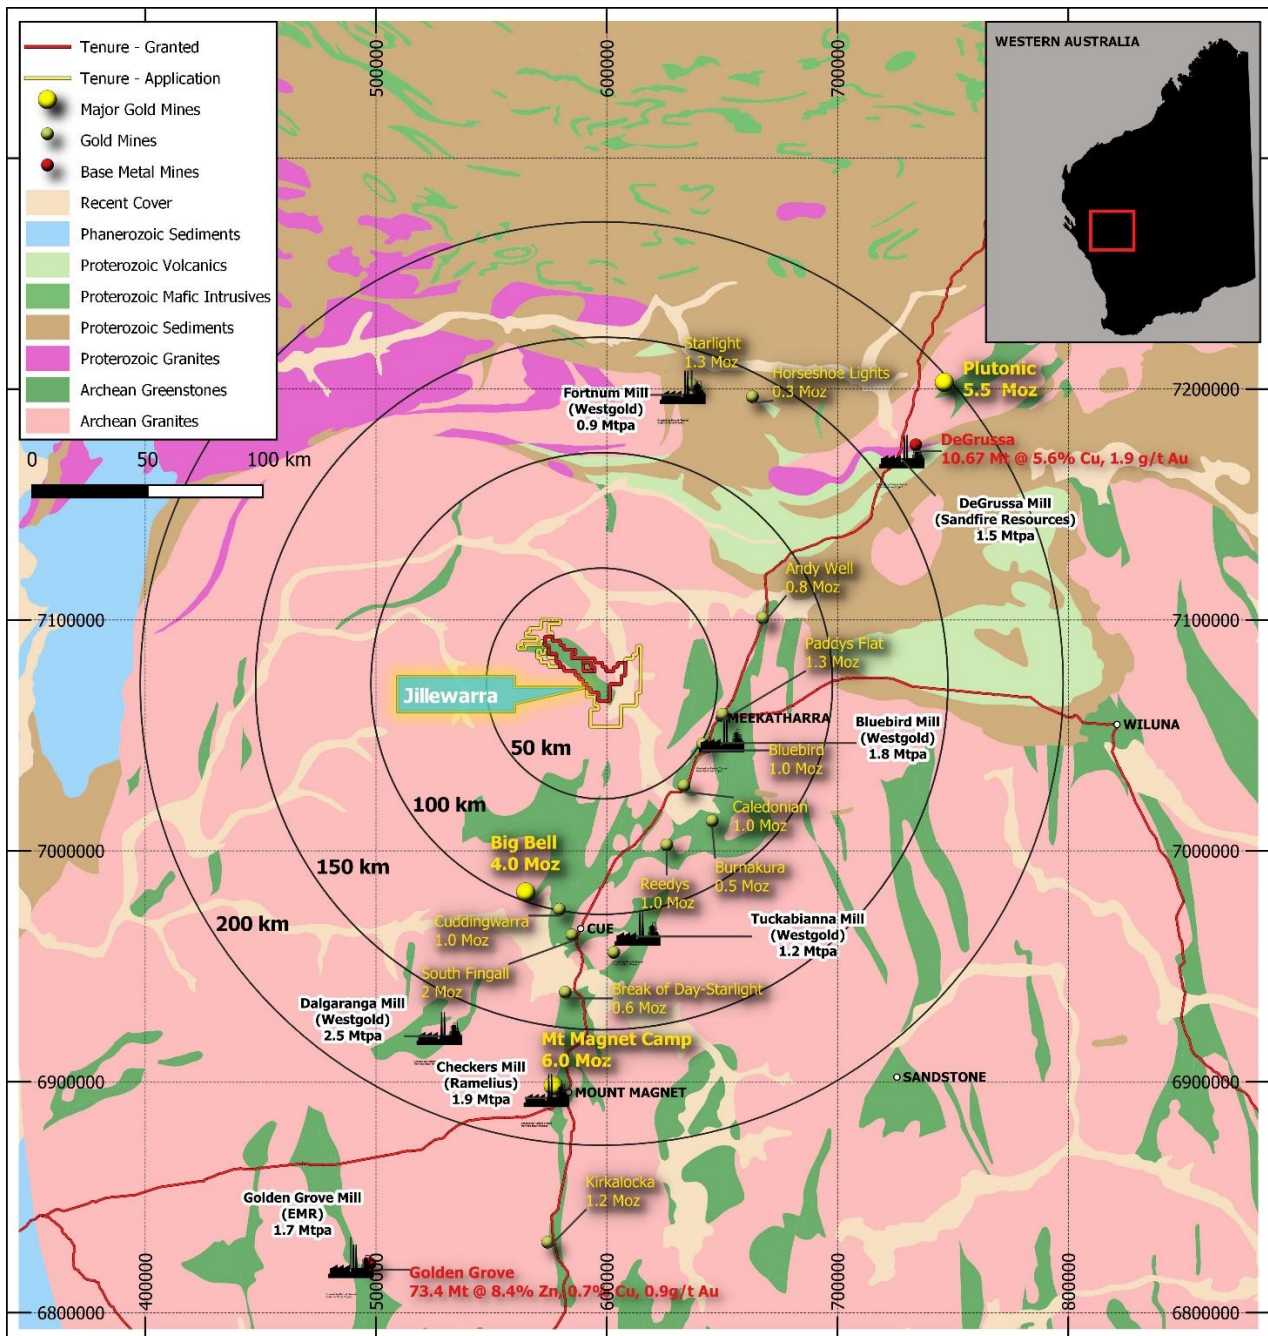 Tenure - Granted
Tenure - Application
Major Gold Mines
Gold Mines
Base Metal Mines
Recent Cover
Phanerozoic Sediments
Proterozoic Volcanics
Proterozoic Mafic Intrusives
Proterozoic Sediments
Proterozoic Granites
Archean Greenstones
Archean Granites
0 50 100 km
500000
600000
WESTERN AUSTRALIA
Starlight
1.3 Moz
Horseshoe Lights
0.3 Moz
Fortnum Mill
(Westgold)
0.9 Mtpa
Plutonic
5.5 Moz
7200000
DeGrussa
10.67 Mt @ 5.6% Cu, 1.9 g/t Au
DeGrussa Mill
(Sandfire Resources)
1.5 Mtpa
Andy Well
0.8 Moz
7100000
7100000
Paddys Flat
1.3 Moz
Jillewarra
MEEKATHARRA
WILUNA
Bluebird Mill
(Westgold)
1.8 Mtpa
50 km
Bluebird
1.0 Moz
100 km
Caledonian
1.0 Moz
Big Bell
4.0 Moz
7000000
7000000
150 km
Burnakura
0.5 Moz
Reedys
1.0 Moz
200 km
Cuddingwarra
1.0 Moz
CUE
Tuckabianna Mill
(Westgold)
1.2 Mtpa
South Fingall
2 Moz
Break of Day-Starlight
0.6 Moz
Dalgaranga Mill
(Westgold)
2.5 Mtpa
Mt Magnet Camp
6.0 Moz
Checkers Mill
(Ramelius)
1.9 Mtpa
6900000
6900000
SANDSTONE
MOUNT MAGNET
Kirkalocka
1.2 Moz
Golden Grove Mill
(EMR)
1.7 Mtpa
Golden Grove
73.4 Mt @ 8.4% Zn, 0.7% Cu, 0.9g/t Au
400000
500000
600000
700000
800000
6800000
6800000